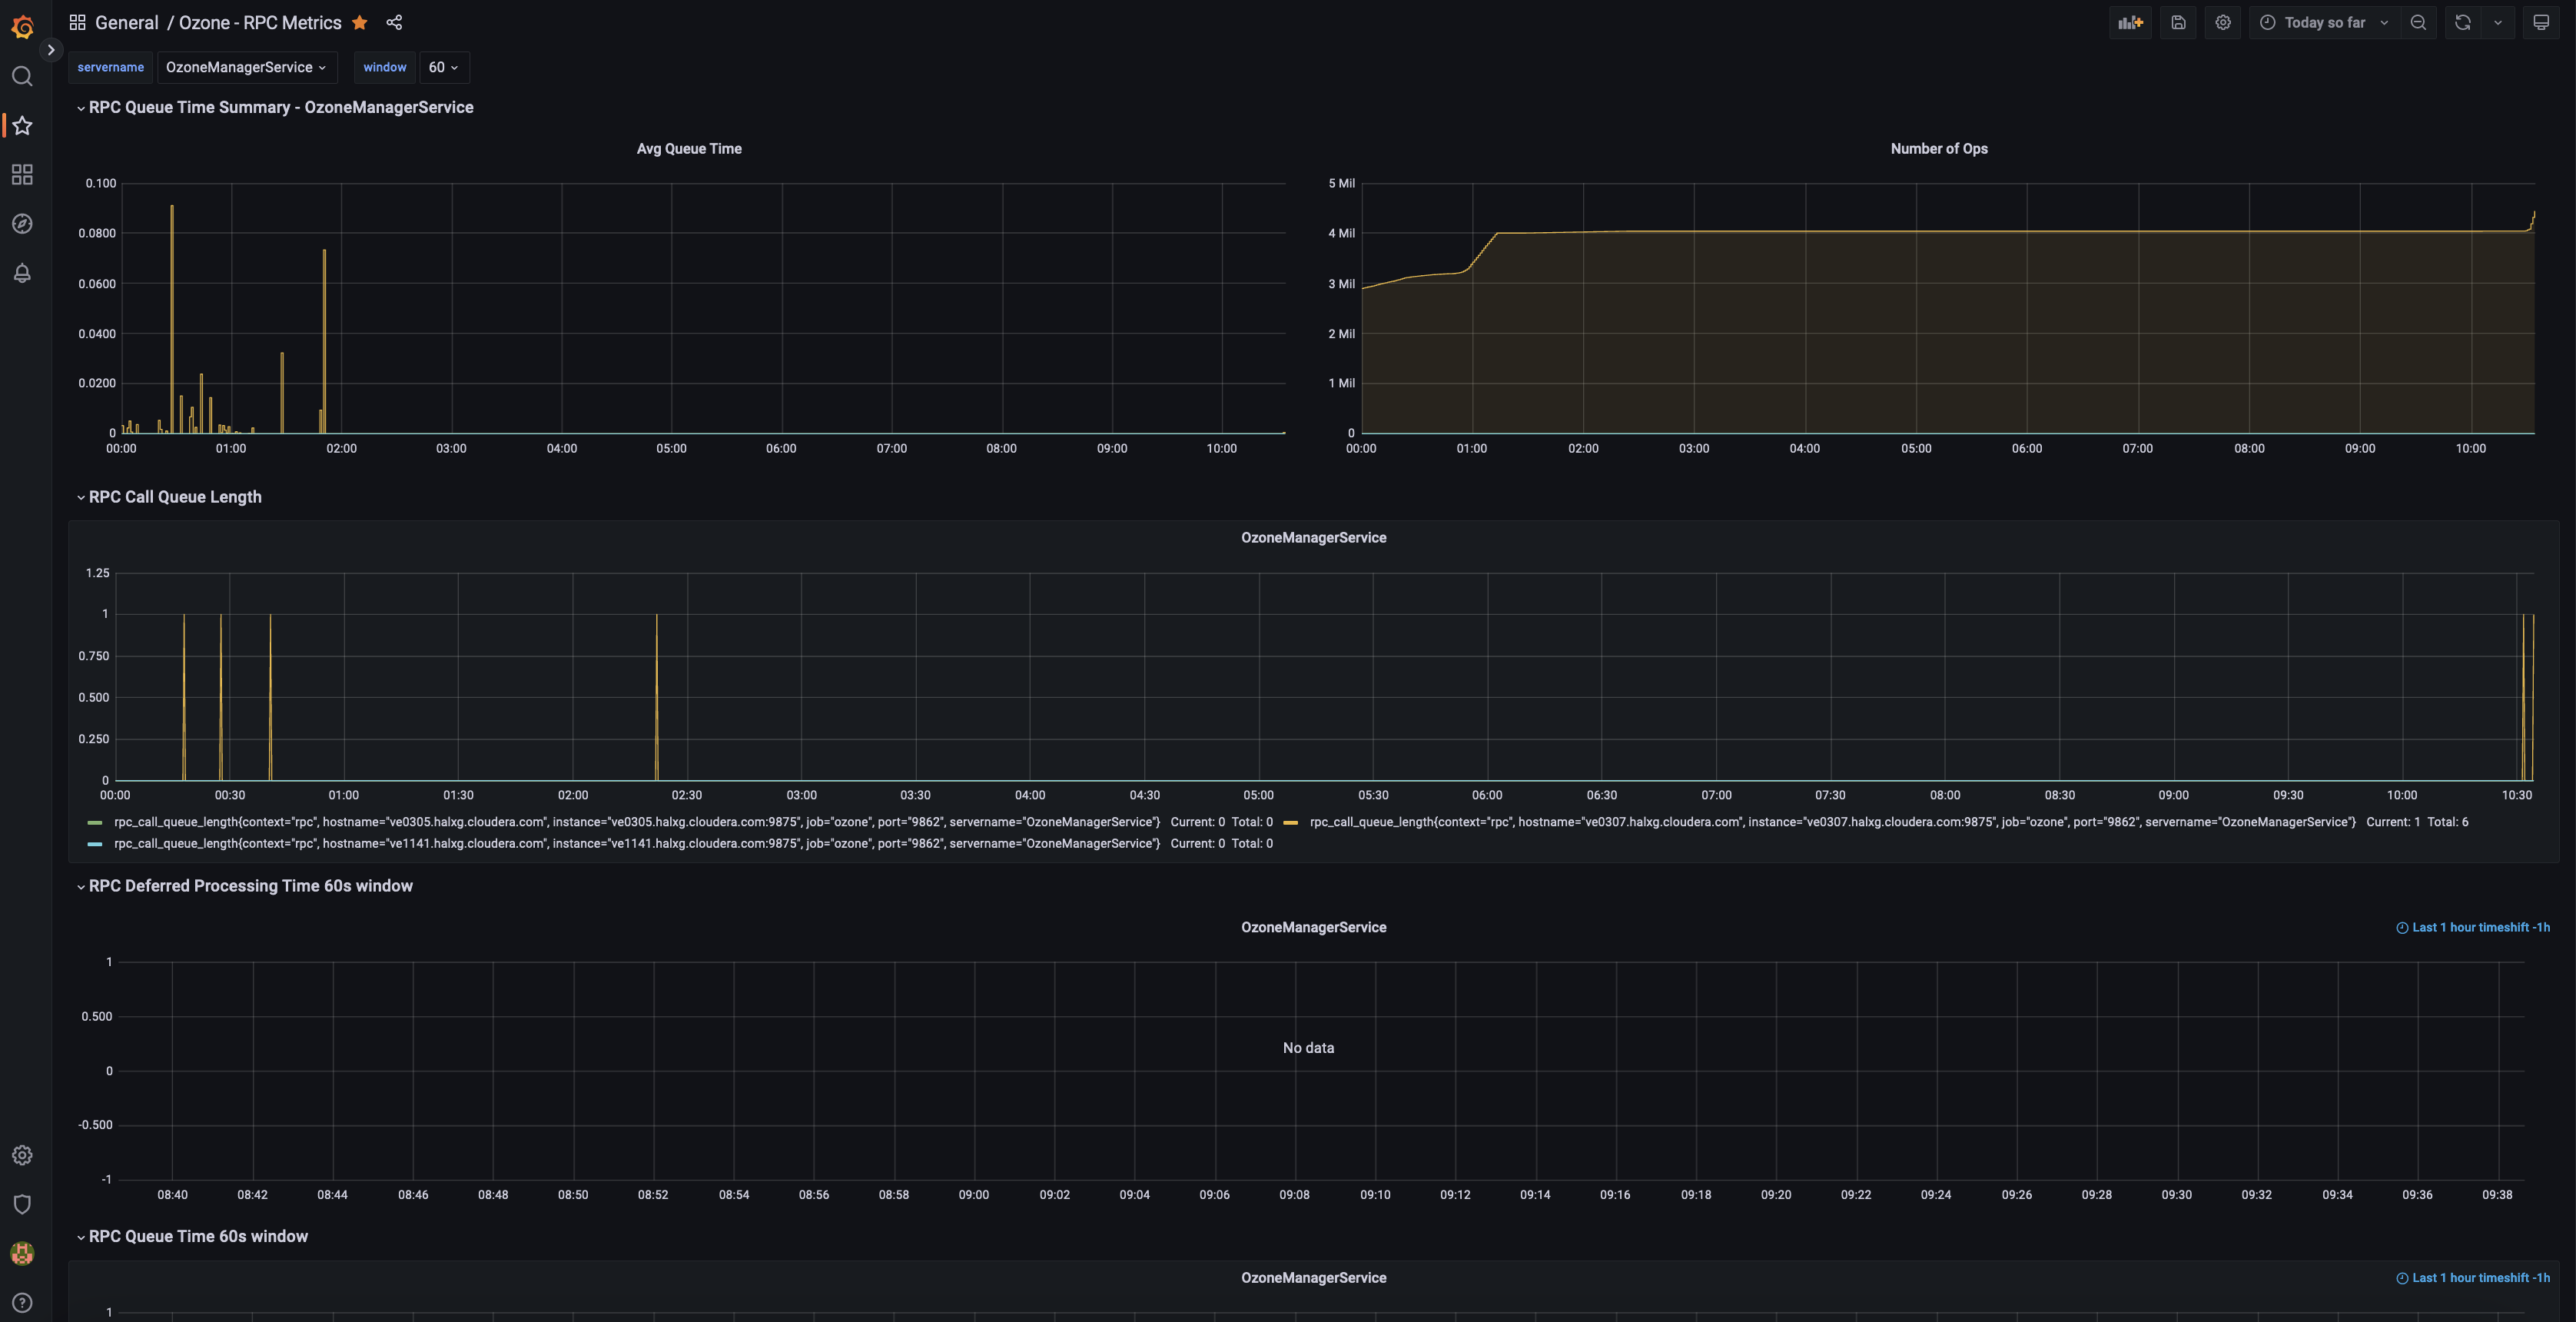 General / Ozone - RPC Metrics
Today so far
servername OzoneManagerService window 60
RPC Queue Time Summary - OzoneManagerService
Avg Queue Time
0.100
0.0800
0.0600
0.0400
0.0200
0
00:00 01:00 02:00 03:00 04:00 05:00 06:00 07:00 08:00 09:00 10:00
Number of Ops
5 Mil
4 Mil
3 Mil
2 Mil
1 Mil
0
00:00 01:00 02:00 03:00 04:00 05:00 06:00 07:00 08:00 09:00 10:00
RPC Call Queue Length
OzoneManagerService
1.25
1
0.750
0.500
0.250
0
00:00 00:30 01:00 01:30 02:00 02:30 03:00 03:30 04:00 04:30 05:00 05:30 06:00 06:30 07:00 07:30 08:00 08:30 09:00 09:30 10:00 10:30
rpc_call_queue_length{context="rpc", hostname="ve0305.halxg.cloudera.com", instance="ve0305.halxg.cloudera.com:9875", job="ozone", port="9862", servername="OzoneManagerService"} Current: 0 Total: 0 rpc_call_queue_length{context="rpc", hostname="ve0307.halxg.cloudera.com", instance="ve0307.halxg.cloudera.com:9875", job="ozone", port="9862", servername="OzoneManagerService"} Current: 1 Total: 6
rpc_call_queue_length{context="rpc", hostname="ve1141.halxg.cloudera.com", instance="ve1141.halxg.cloudera.com:9875", job="ozone", port="9862", servername="OzoneManagerService"} Current: 0 Total: 0
RPC Deferred Processing Time 60s window
OzoneManagerService
Last 1 hour timeshift -1h
1
0.500
0
-0.500
-1
No data
08:40 08:42 08:44 08:46 08:48 08:50 08:52 08:54 08:56 08:58 09:00 09:02 09:04 09:06 09:08 09:10 09:12 09:14 09:16 09:18 09:20 09:22 09:24 09:26 09:28 09:30 09:32 09:34 09:36 09:38
RPC Queue Time 60s window
OzoneManagerService
Last 1 hour timeshift -1h
1